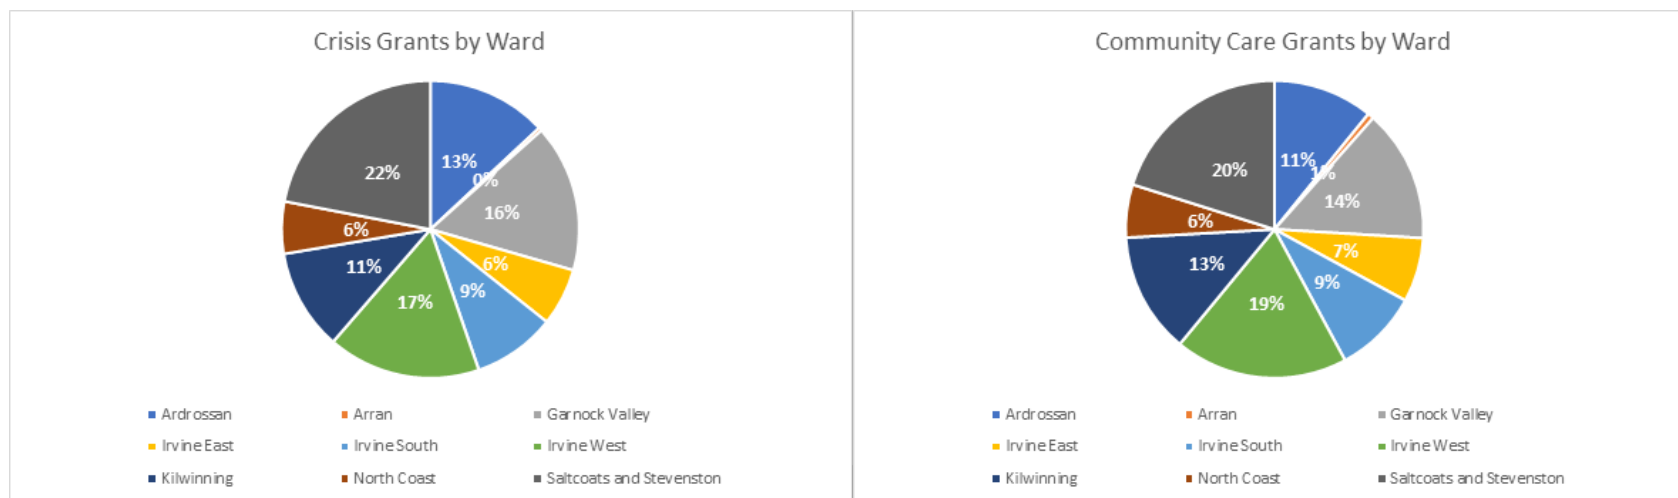 Crisis Grants by Ward
13%
0%
22%
16%
6%
6%
11%
9%
17%
Ardrossan Arran Garnock Valley
Irvine East Irvine South Irvine West
Kilwinning North Coast Saltcoats and Stevenston
Community Care Grants by Ward
11%
1%
20%
14%
6%
7%
13%
9%
19%
Ardrossan Arran Garnock Valley
Irvine East Irvine South Irvine West
Kilwinning North Coast Saltcoats and Stevenston